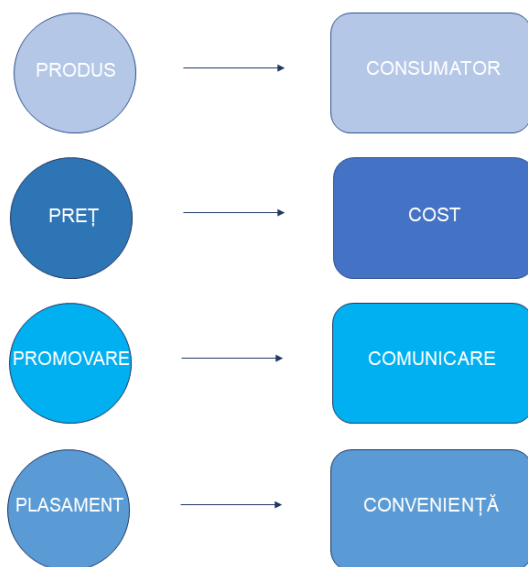 PRODUS
CONSUMATOR
PREȚ
COST
PROMOVARE
COMUNICARE
PLASAMENT
CONVENIENȚĂ